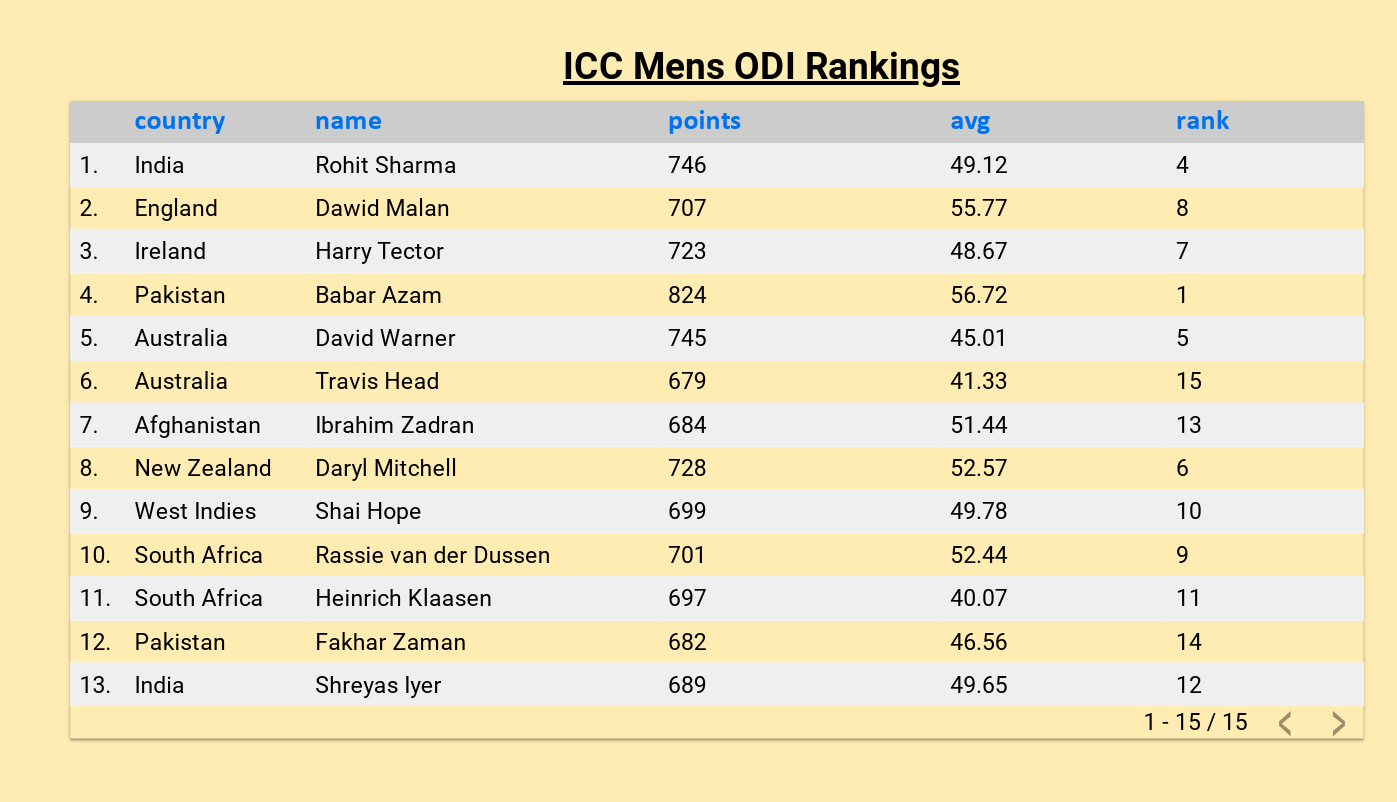 ICC Mens ODI Rankings
country name points avg rank
1. India Rohit Sharma 746 49.12 4
2. England Dawid Malan 707 55.77 8
3. Ireland Harry Tector 723 48.67 7
4. Pakistan Babar Azam 824 56.72 1
5. Australia David Warner 745 45.01 5
6. Australia Travis Head 679 41.33 15
7. Afghanistan Ibrahim Zadran 684 51.44 13
8. New Zealand Daryl Mitchell 728 52.57 6
9. West Indies Shai Hope 699 49.78 10
10. South Africa Rassie van der Dussen 701 52.44 9
11. South Africa Heinrich Klaasen 697 40.07 11
12. Pakistan Fakhar Zaman 682 46.56 14
13. India Shreyas Iyer 689 49.65 12
1 - 15 / 15